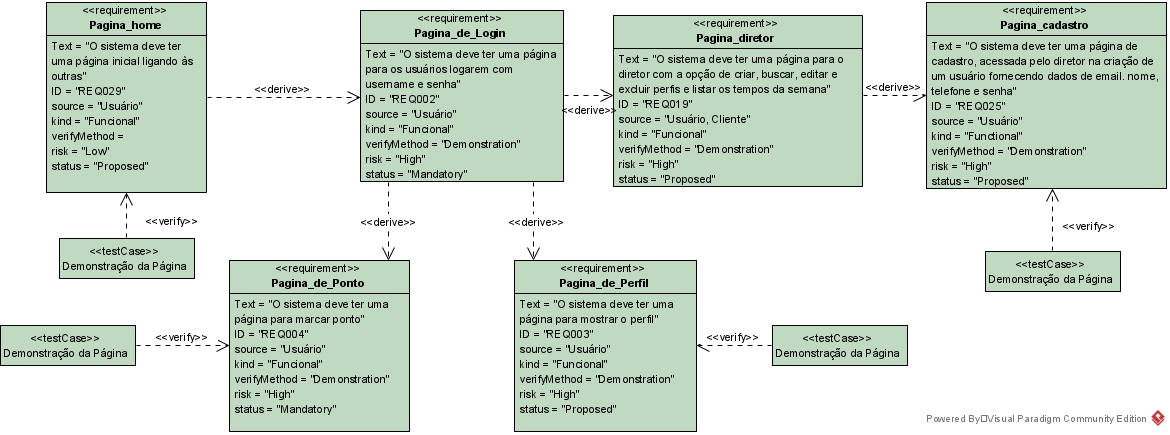 <<requirement>>
Pagina_home
Text = "O sistema deve ter
uma página inicial ligando às
outras"
ID = "REQ029"
source = "Usuário"
kind = "Funcional"
verifyMethod =
risk = "Low"
status = "Proposed"
<<derive>>
<<requirement>>
Pagina_de_Login
Text = "O sistema deve ter uma página
para os usuários logarem com
username e senha"
ID = "REQ002"
source = "Usuário"
kind = "Funcional"
verifyMethod = "Demonstration"
risk = "High"
status = "Mandatory"
<<derive>>
<<requirement>>
Pagina_diretor
Text = "O sistema deve ter uma página para o
diretor com a opção de criar, buscar, editar e
excluir perfis e listar os tempos da semana"
ID = "REQ019"
source = "Usuário, Cliente"
kind = "Funcional"
verifyMethod = "Demonstration"
risk = "High"
status = "Proposed"
<<derive>>
<<requirement>>
Pagina_cadastro
Text = "O sistema deve ter uma página de
cadastro, acessada pelo diretor na criação de
um usuário fornecendo dados de email. nome,
telefone e senha"
ID = "REQ025"
source = "Usuário"
kind = "Functional"
verifyMethod = "Demonstration"
risk = "High"
status = "Proposed"
<<verify>>
<<derive>>
<<derive>>
<<verify>>
<<testCase>>
Demonstração da Página
<<testCase>>
Demonstração da Página
<<requirement>>
Pagina_de_Ponto
Text = "O sistema deve ter uma
página para marcar ponto"
ID = "REQ004"
source = "Usuário"
kind = "Funcional"
verifyMethod = "Demonstration"
risk = "High"
status = "Mandatory"
<<requirement>>
Pagina_de_Perfil
Text = "O sistema deve ter uma
página para mostrar o perfil"
ID = "REQ003"
source = "Usuário"
kind = "Funcional"
verifyMethod = "Demonstration"
risk = "High"
status = "Proposed"
<<testCase>>
Demonstração da Página
<<verify>>
<<verify>>
<<testCase>>
Demonstração da Página
Powered By Visual Paradigm Community Edition